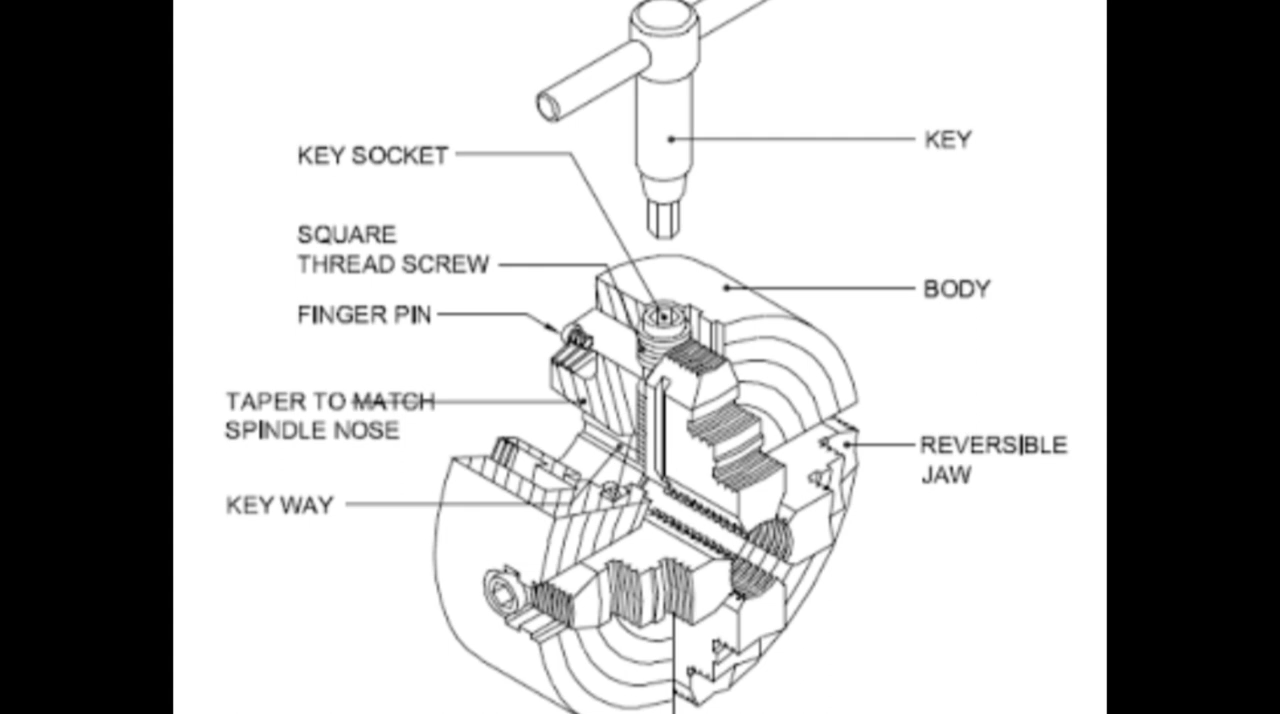 KEY SOCKET
KEY
SQUARE
THREAD SCREW
BODY
FINGER PIN
TAPER TO MATCH
SPINDLE NOSE
REVERSIBLE
JAW
KEY WAY